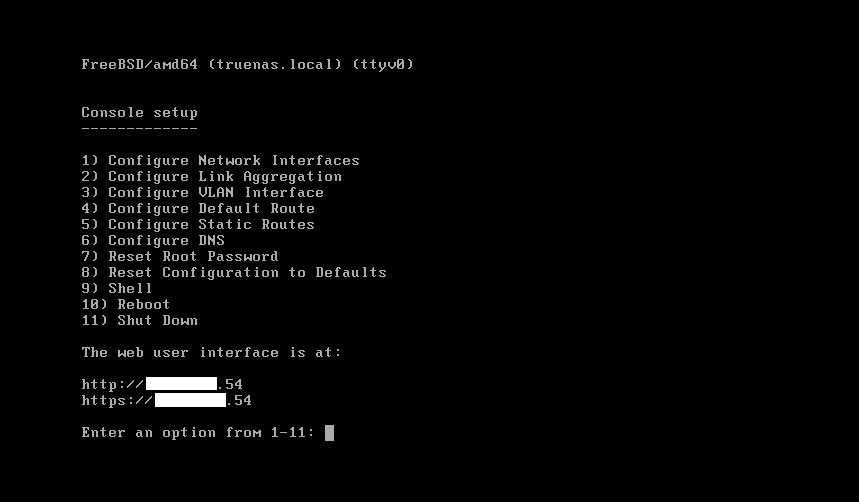 FreeBSD/amd64 (truenas.local) (ttyv0)
Console setup
-------------
1) Configure Network Interfaces
2) Configure Link Aggregation
3) Configure VLAN Interface
4) Configure Default Route
5) Configure Static Routes
6) Configure DNS
7) Reset Root Password
8) Reset Configuration to Defaults
9) Shell
10) Reboot
11) Shut Down
The web user interface is at:
http:// .54
https:// .54
Enter an option from 1-11: